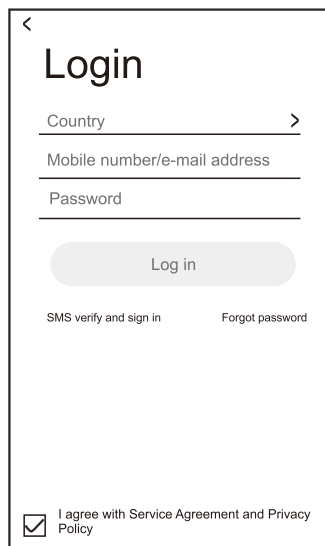 Login
Country
Mobile number/e-mail address
Password
Log in
SMS verify and sign in
Forgot password
I agree with Service Agreement and Privacy
Policy